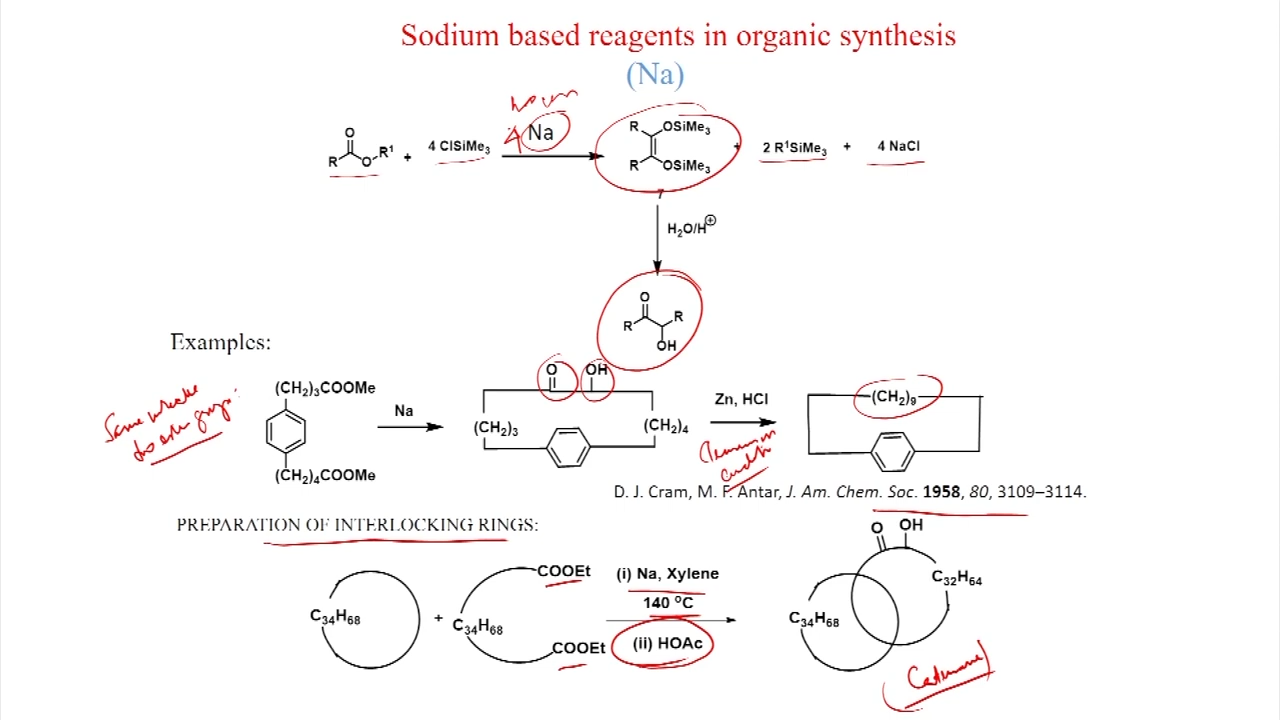 Sodium based reagents in organic synthesis
(Na)
R O O-R¹ + 4 ClSiMe₃ 4 Na R OSiMe₃ R OSiMe₃ + 2 R¹SiMe₃ + 4 NaCl
7
H₂O/H⊕
O R R OH
Examples:
(CH₂)₃COOMe
(CH₂)₄COOMe
Na
O OH
(CH₂)₃ (CH₂)₄
Zn, HCl
(CH₂)₉
D. J. Cram, M. F. Antar, J. Am. Chem. Soc. 1958, 80, 3109–3114.
PREPARATION OF INTERLOCKING RINGS:
C₃₄H₆₈ + C₃₄H₆₈ COOEt COOEt
(i) Na, Xylene
140 ºC
(ii) HOAc
O OH
C₃₂H₆₄
C₃₄H₆₈